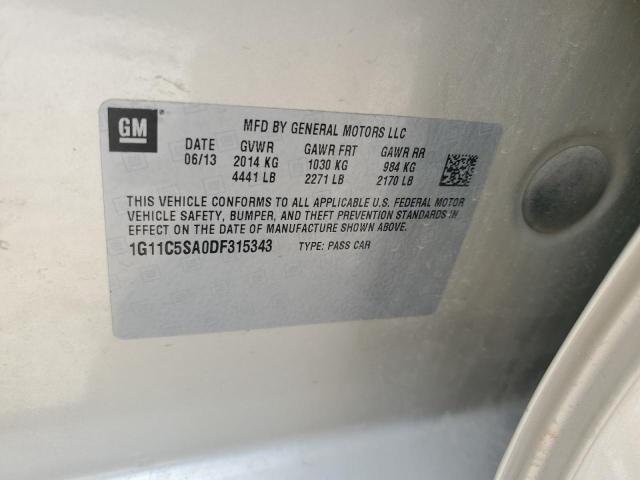 GM
MFD BY GENERAL MOTORS LLC
DATE GVWR GAWR FRT GAWR RR
06/13 2014 KG 1030 KG 984 KG
4441 LB 2271 LB 2170 LB
THIS VEHICLE CONFORMS TO ALL APPLICABLE U.S. FEDERAL MOTOR
VEHICLE SAFETY, BUMPER, AND THEFT PREVENTION STANDARDS IN
EFFECT ON THE DATE OF MANUFACTURE SHOWN ABOVE.
1G11C5SA0DF315343 TYPE: PASS CAR